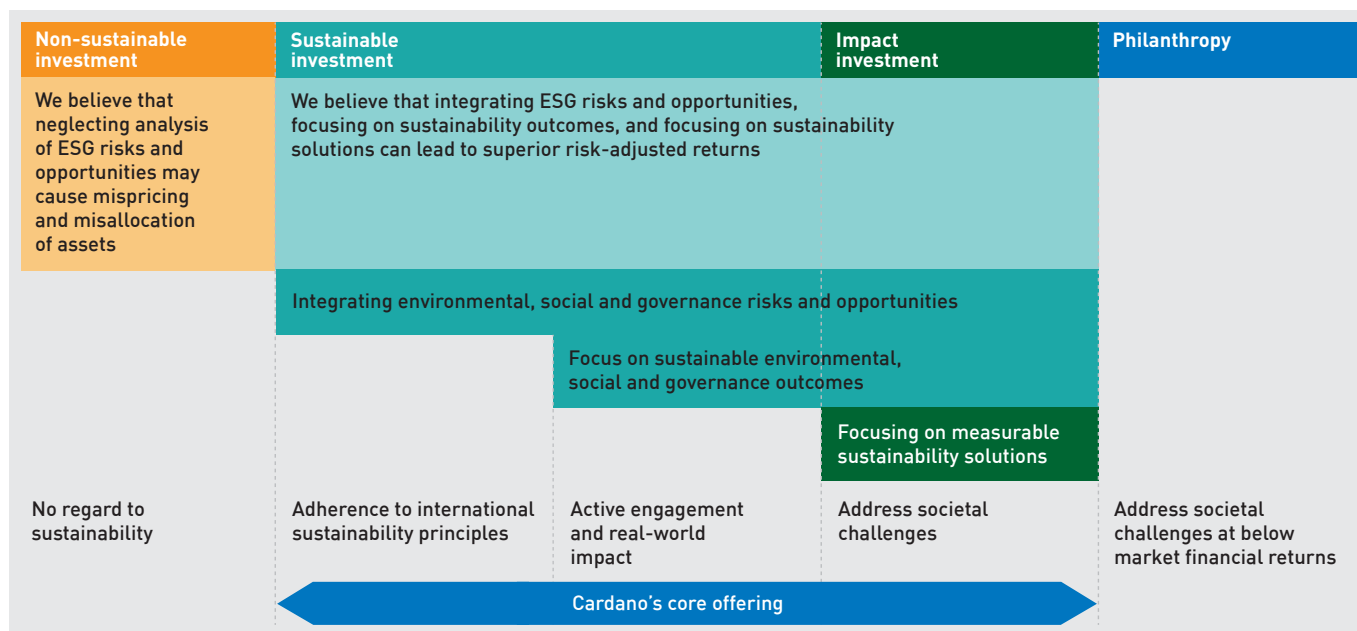 Non-sustainable
investment
Sustainable
investment
Impact
investment
Philanthropy
We believe that
neglecting analysis
of ESG risks and
opportunities may
cause mispricing
and misallocation
of assets
We believe that integrating ESG risks and opportunities,
focusing on sustainability outcomes, and focusing on sustainability
solutions can lead to superior risk-adjusted returns
Integrating environmental, social and governance risks and opportunities
Focus on sustainable environmental,
social and governance outcomes
Focusing on measurable
sustainability solutions
No regard to
sustainability
Adherence to international
sustainability principles
Active engagement
and real-world
impact
Address societal
challenges
Address societal
challenges at below
market financial returns
Cardano’s core offering